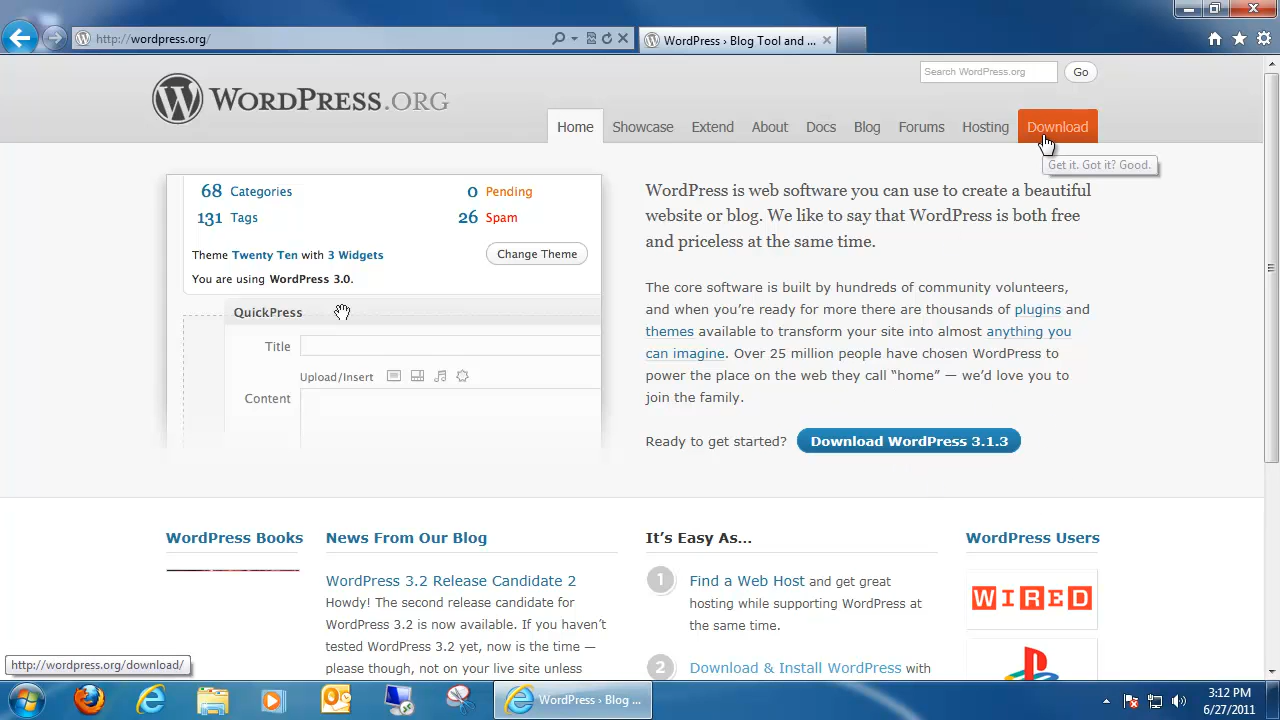 http://wordpress.org/
WordPress › Blog Tool and ...
WORDPRESS.ORG
Search WordPress.org
Go
Home
Showcase
Extend
About
Docs
Blog
Forums
Hosting
Download
Get it. Got it? Good.
68 Categories
0 Pending
131 Tags
26 Spam
Theme Twenty Ten with 3 Widgets
Change Theme
You are using WordPress 3.0.
QuickPress
Title
Upload/Insert
Content
WordPress is web software you can use to create a beautiful
website or blog. We like to say that WordPress is both free
and priceless at the same time.
The core software is built by hundreds of community volunteers,
and when you’re ready for more there are thousands of plugins and
themes available to transform your site into almost anything you
can imagine. Over 25 million people have chosen WordPress to
power the place on the web they call “home” — we’d love you to
join the family.
Ready to get started?
Download WordPress 3.1.3
WordPress Books
News From Our Blog
WordPress 3.2 Release Candidate 2
Howdy! The second release candidate for
WordPress 3.2 is now available. If you haven’t
tested WordPress 3.2 yet, now is the time —
please though, not on your live site unless
It’s Easy As...
1
Find a Web Host and get great
hosting while supporting WordPress at
the same time.
2
Download & Install WordPress with
WordPress Users
WIRED
http://wordpress.org/download/
WordPress › Blog ...
3:12 PM
6/27/2011